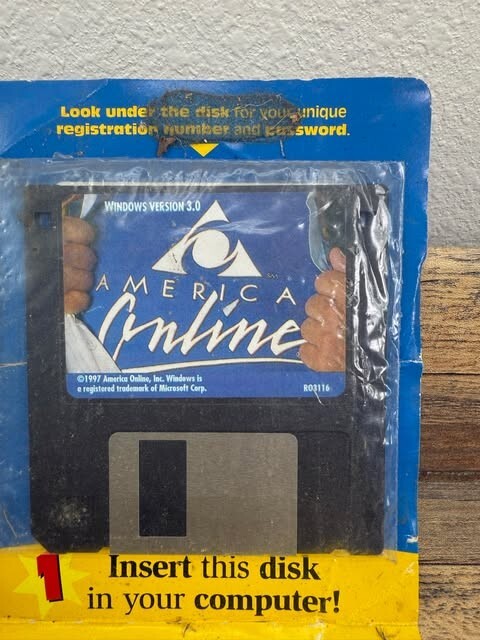 Look under the disk for your unique
registration number and password.
WINDOWS VERSION 3.0
SM
AMERICA
Online
©1997 America Online, Inc. Windows is
a registered trademark of Microsoft Corp.
R03116
1 Insert this disk
in your computer!